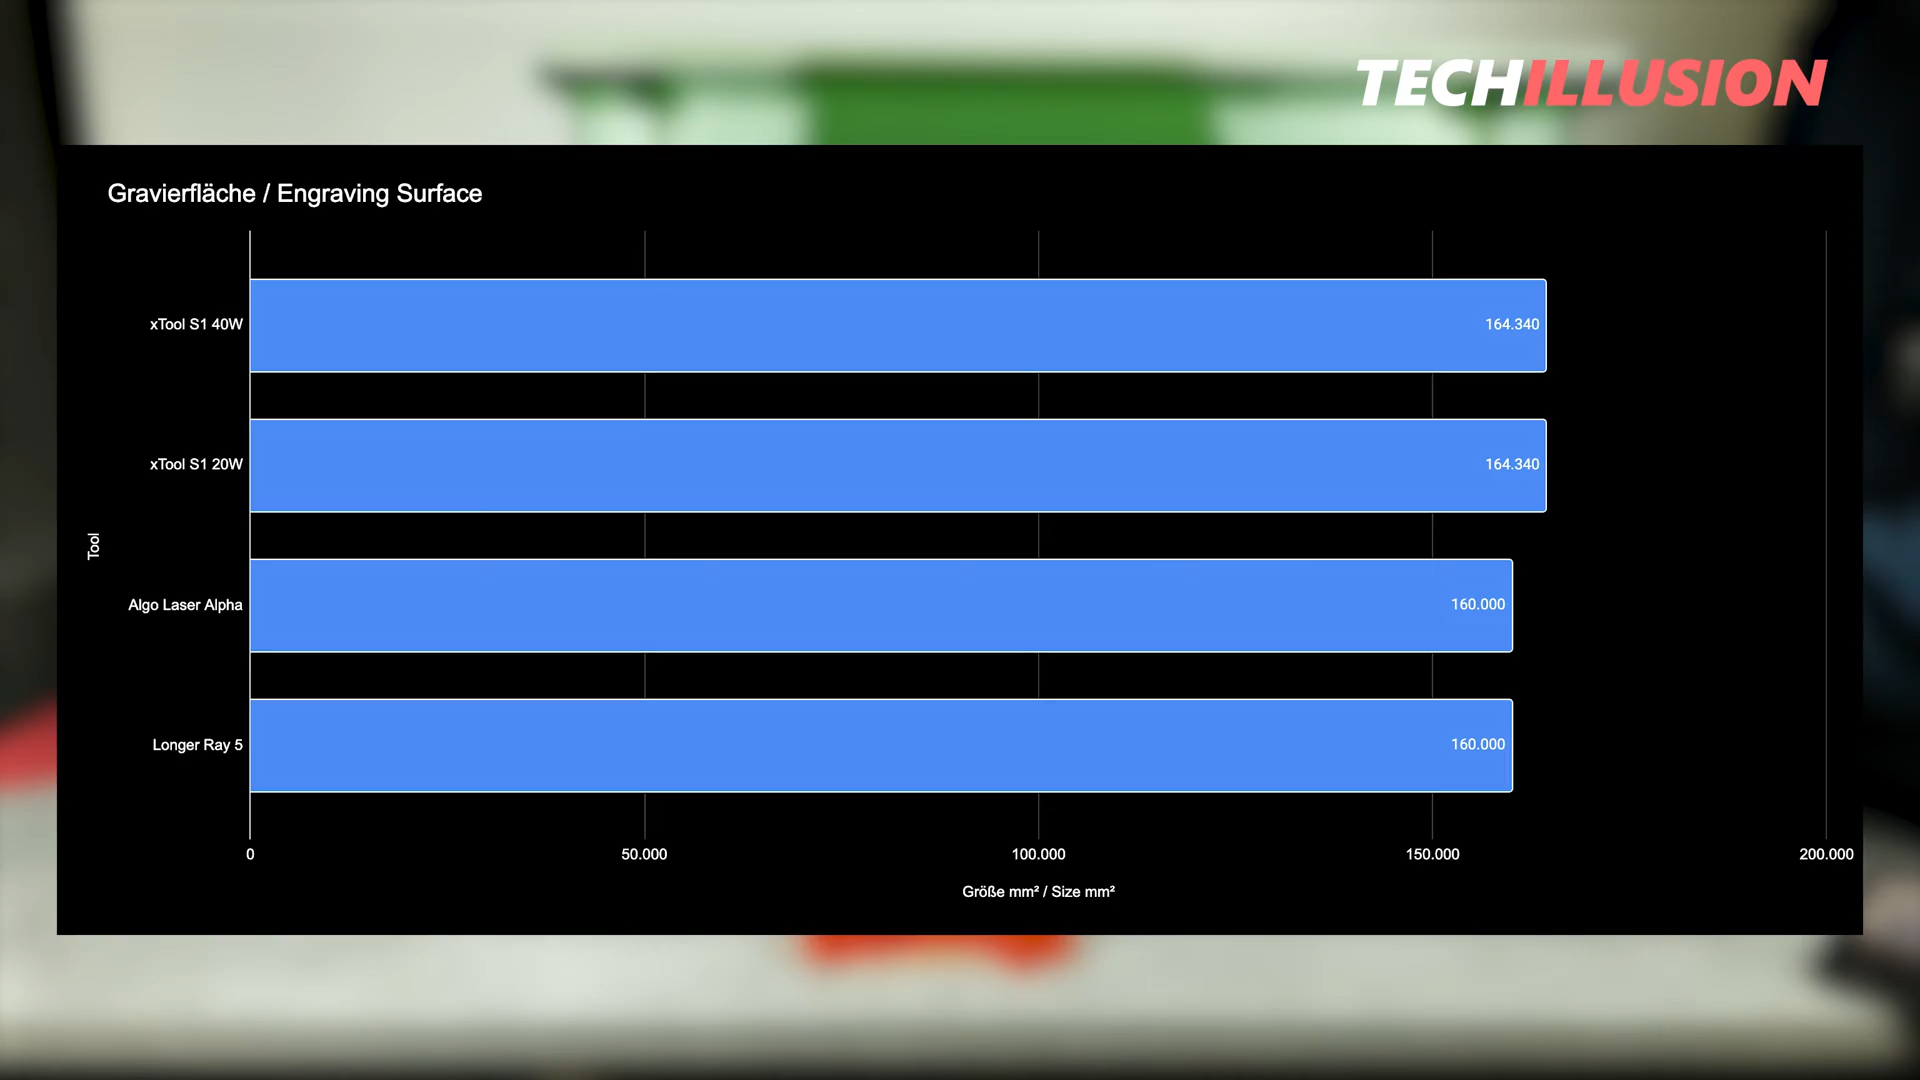 TECHILLUSION
Gravierfläche / Engraving Surface
xTool S1 40W
164.340
xTool S1 20W
164.340
Tool
Algo Laser Alpha
160.000
Longer Ray 5
160.000
0
50.000
100.000
150.000
200.000
Größe mm² / Size mm²